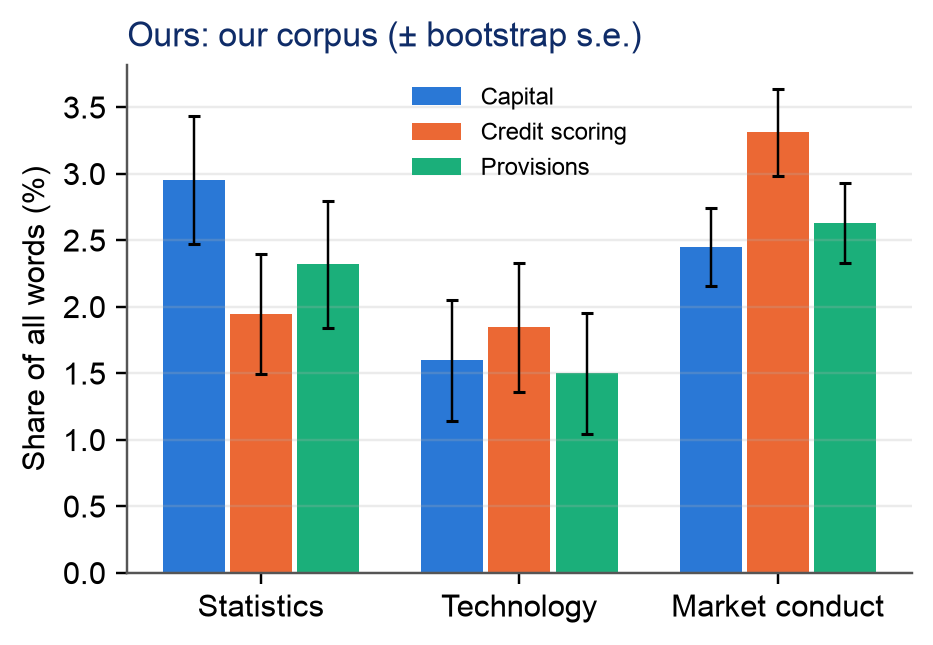 Ours: our corpus (± bootstrap s.e.)
Capital
Credit scoring
Provisions
Share of all words (%)
3.5
3.0
2.5
2.0
1.5
1.0
0.5
0.0
Statistics Technology Market conduct